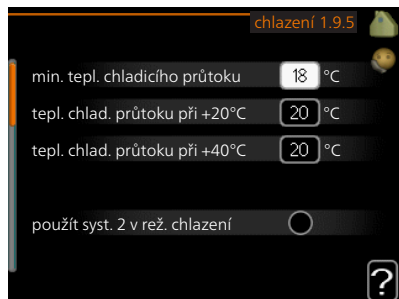 chlazení 1.9.5
min. tepl. chladicího průtoku 18 °C
tepl. chlad. průtoku při +20°C 20 °C
tepl. chlad. průtoku při +40°C 20 °C
použít syst. 2 v rež. chlazení
?